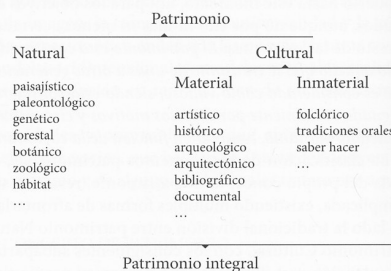 Patrimonio
Natural
Cultural
Material
Inmaterial
paisajístico
paleontológico
genético
forestal
botánico
zoológico
hábitat
…
artístico
histórico
arqueológico
arquitectónico
bibliográfico
documental
…
folclórico
tradiciones orales
saber hacer
…
Patrimonio integral